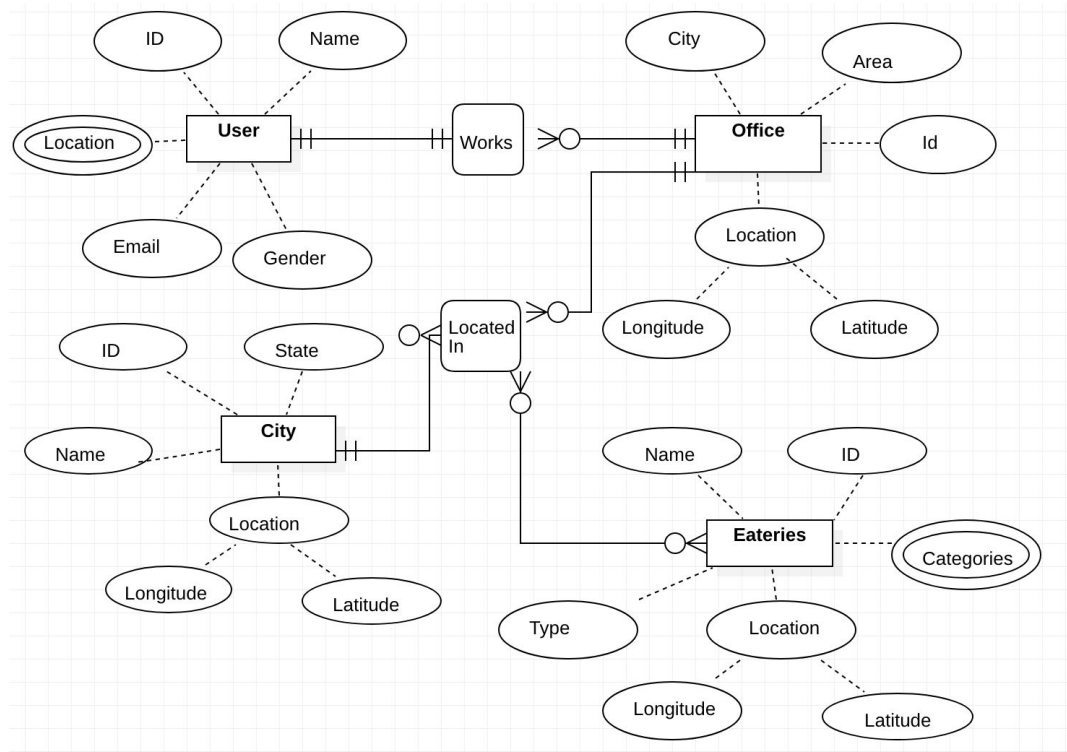 ID
Name
City
Area
User
Office
Location
Works
Id
Email
Gender
Location
Longitude
Latitude
Located
In
ID
State
City
Name
Location
Longitude
Latitude
Name
ID
Eateries
Categories
Type
Location
Longitude
Latitude